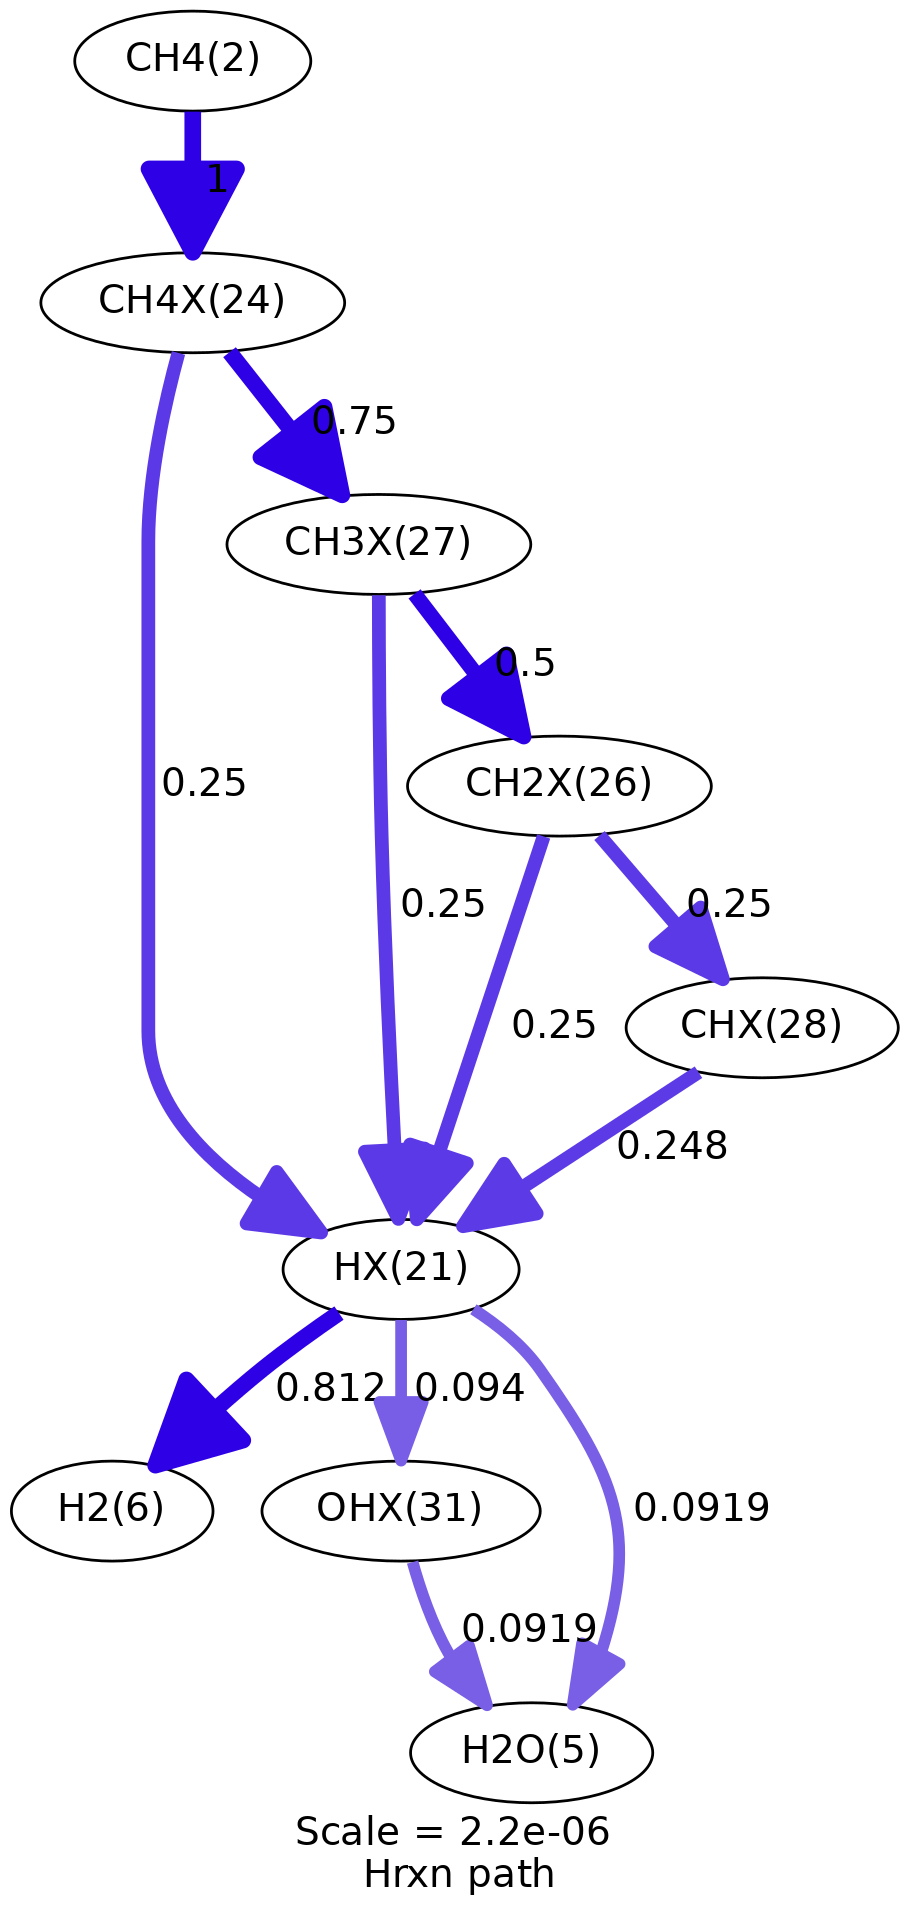 CH4(2)
1
CH4X(24)
0.75
CH3X(27)
0.5
0.25
CH2X(26)
0.25
0.25
0.25
CHX(28)
0.248
HX(21)
0.812
0.094
H2(6)
OHX(31)
0.0919
0.0919
H2O(5)
Scale = 2.2e-06
Hrxn path